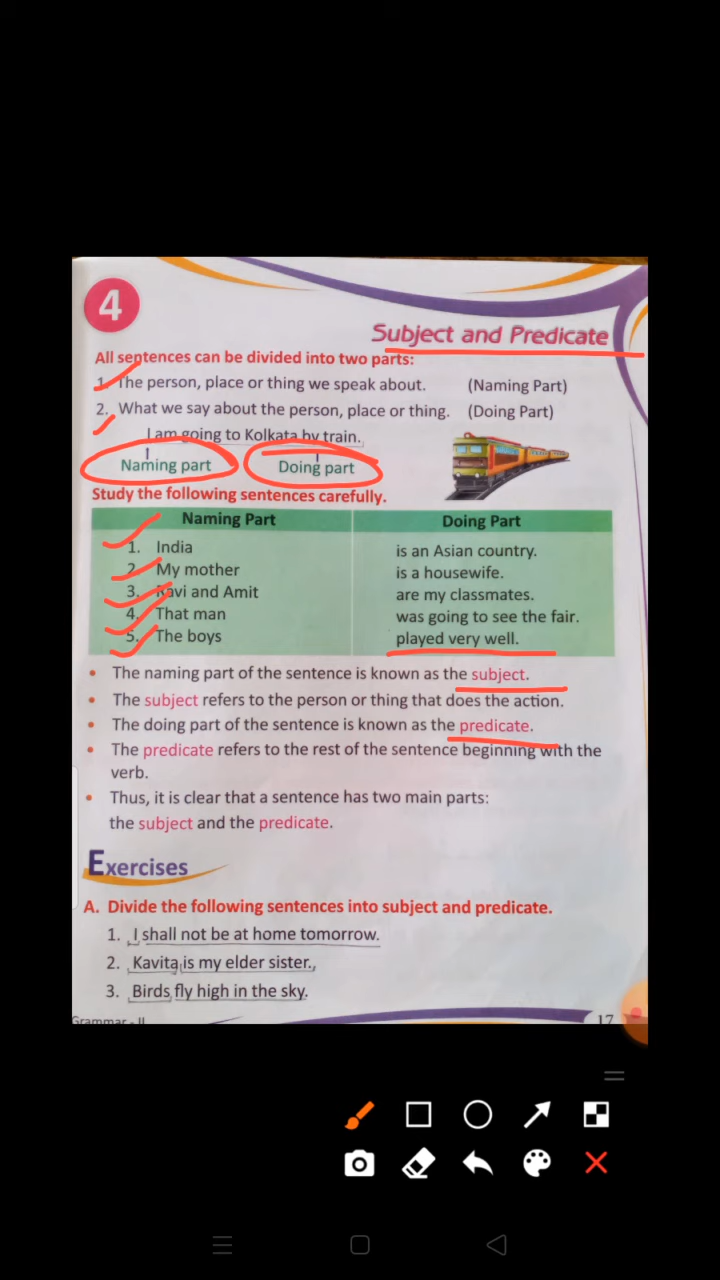 4
Subject and Predicate
All sentences can be divided into two parts:
1. The person, place or thing we speak about. (Naming Part)
2. What we say about the person, place or thing. (Doing Part)
I am going to Kolkata by train.
Naming part Doing part
Study the following sentences carefully.
Naming Part Doing Part
1. India is an Asian country.
2. My mother is a housewife.
3. Ravi and Amit are my classmates.
4. That man was going to see the fair.
5. The boys played very well.
• The naming part of the sentence is known as the subject.
• The subject refers to the person or thing that does the action.
• The doing part of the sentence is known as the predicate.
• The predicate refers to the rest of the sentence beginning with the
verb.
• Thus, it is clear that a sentence has two main parts:
the subject and the predicate.
Exercises
A. Divide the following sentences into subject and predicate.
1. I shall not be at home tomorrow.
2. Kavita is my elder sister.
3. Birds fly high in the sky.
Grammar - II 17